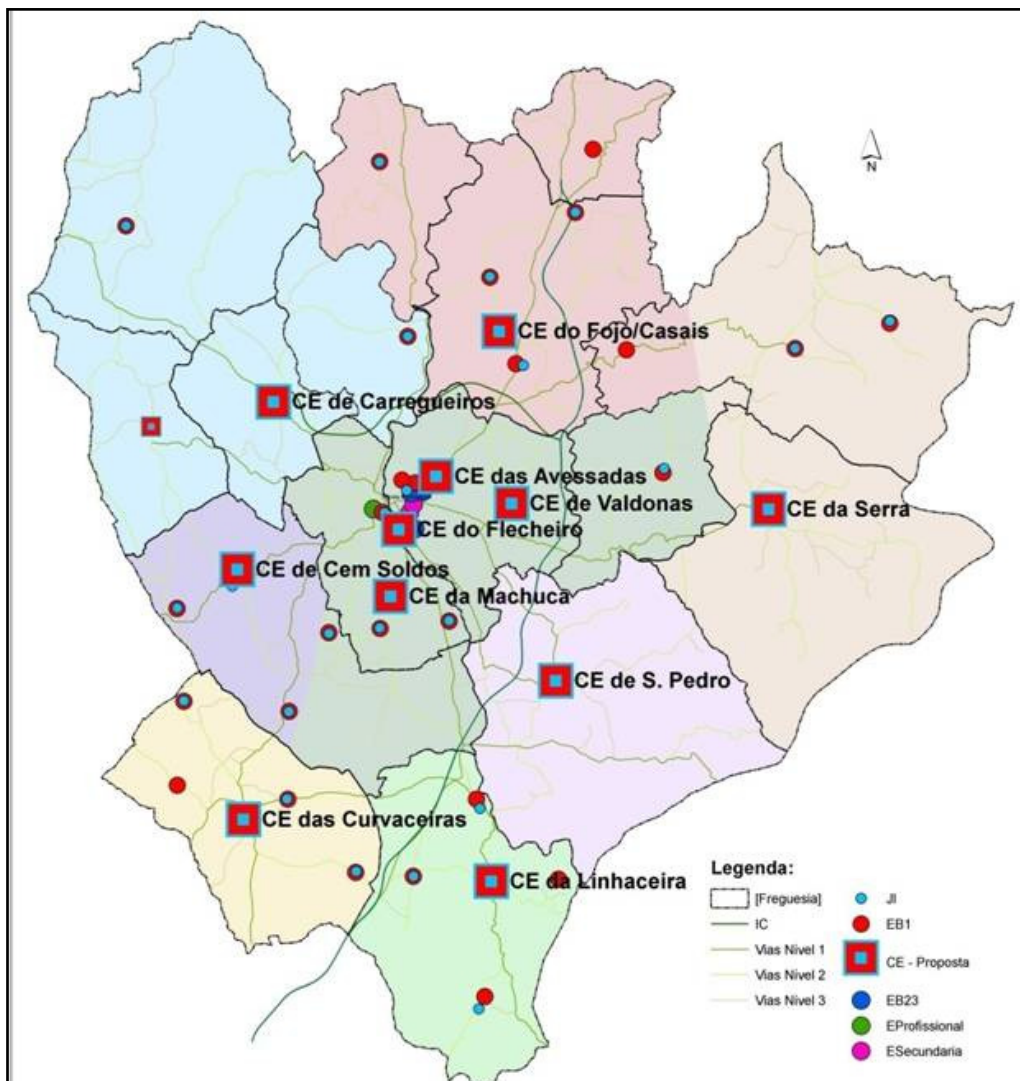 N
CE do Fojo/Casais
CE de Carregueiros
CE das Avessadas
CE de Valdonas
CE da Serra
CE do Flecheiro
CE de Cem Soldos
CE da Machuca
CE de S. Pedro
CE das Curvaceiras
CE da Linhaceira
Legenda:
[Freguesia]
IC
Vias Nivel 1
Vias Nivel 2
Vias Nivel 3
JI
EB1
CE - Proposta
EB23
EProfissional
ESecundaria